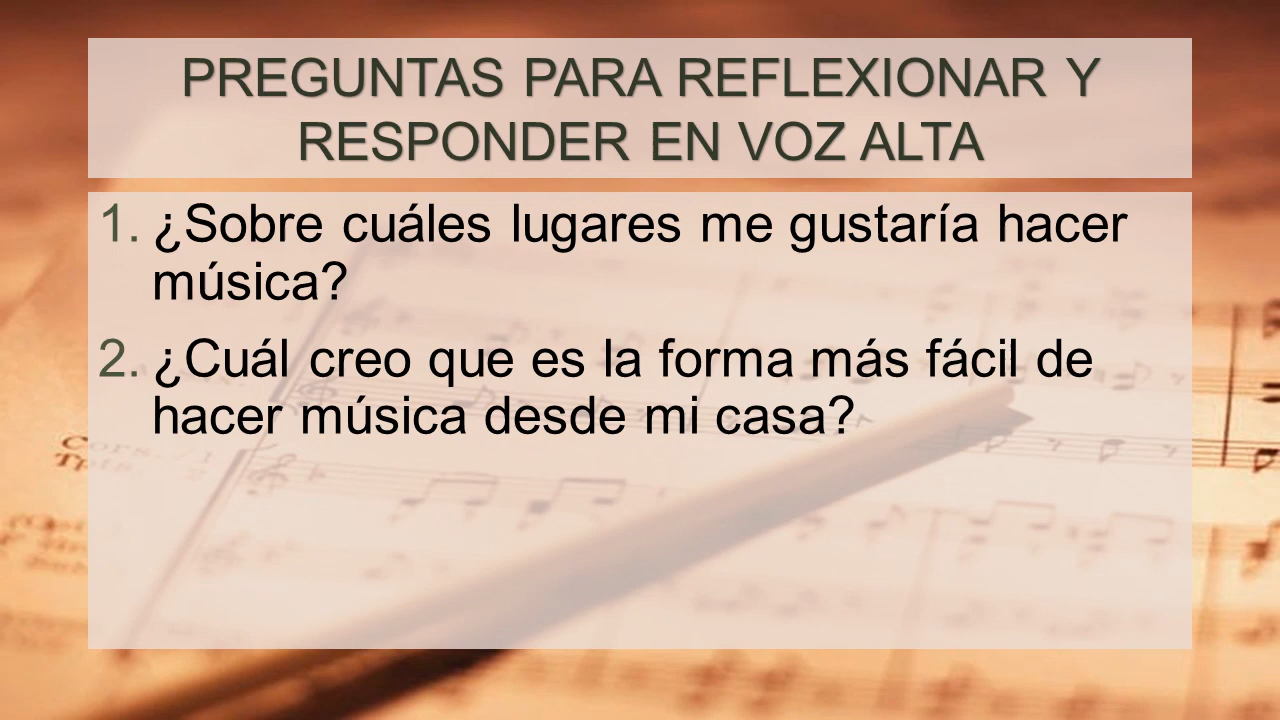 PREGUNTAS PARA REFLEXIONAR Y
RESPONDER EN VOZ ALTA
1. ¿Sobre cuáles lugares me gustaría hacer
música?
2. ¿Cuál creo que es la forma más fácil de
hacer música desde mi casa?